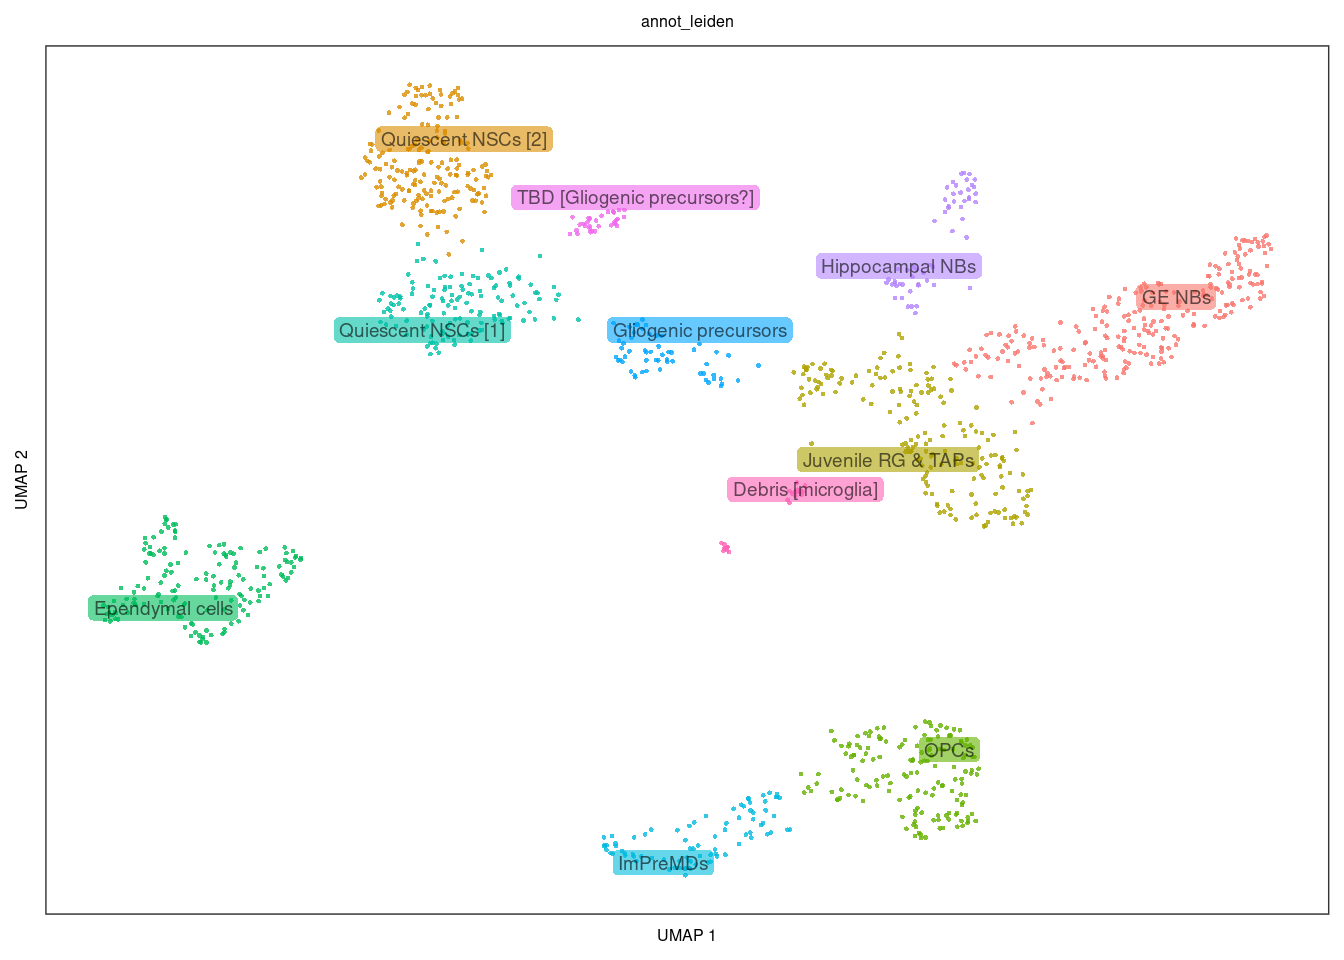 annot_leiden
Quiescent NSCs [2]
TBD [Gliogenic precursors?]
Hippocampal NBs
GE NBs
Quiescent NSCs [1]
Gliogenic precursors
Juvenile RG & TAPs
Debris [microglia]
UMAP 2
Ependymal cells
OPCs
ImPreMDs
UMAP 1